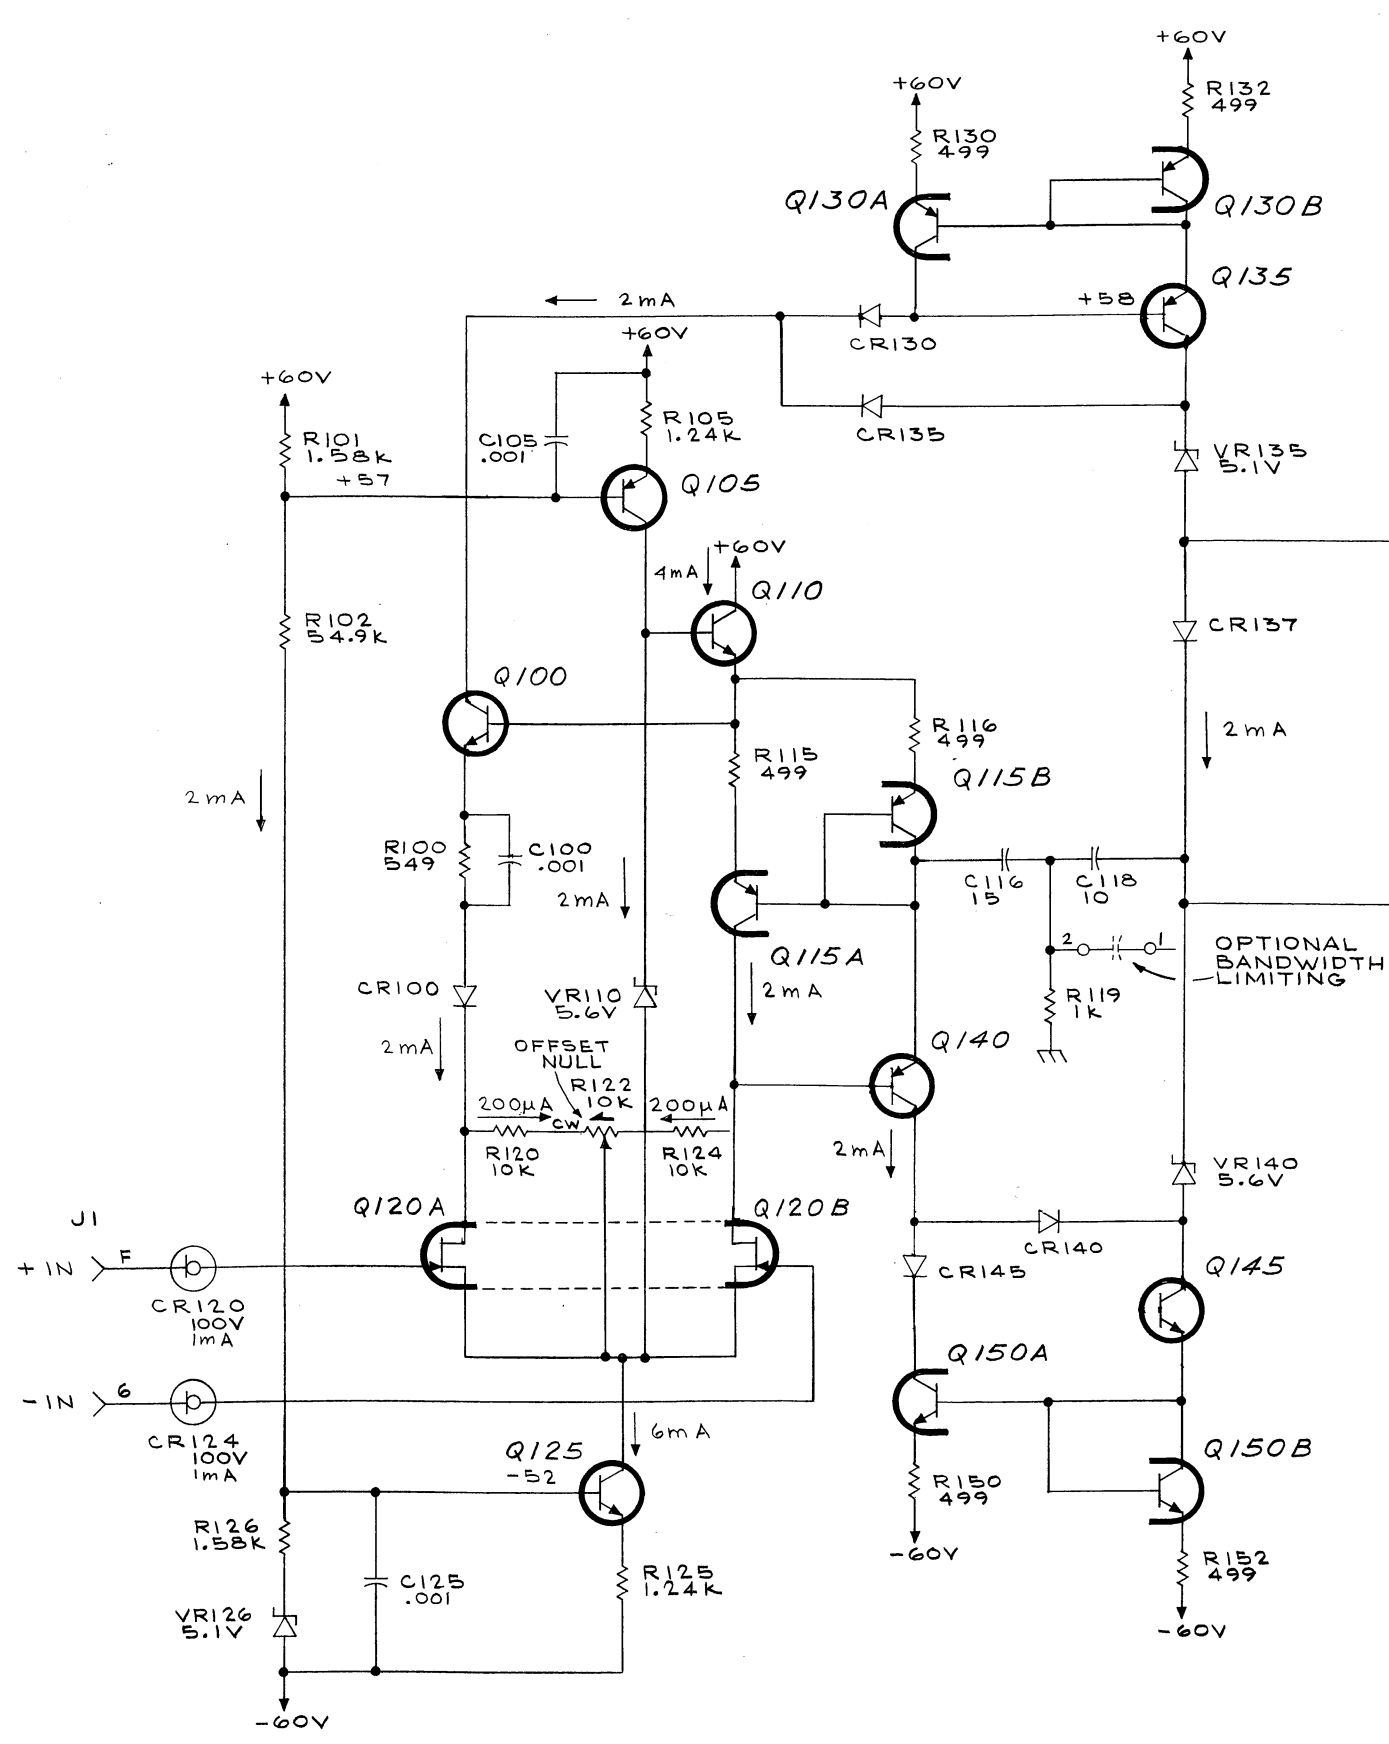 +60V
R132
499
+60V
R130
499
Q130A
Q130B
Q135
+58
2mA
+60V
CR130
+60V
R101
1.58K
+57
C105
.001
R105
1.24K
CR135
VR135
5.1V
Q105
+60V
4mA
Q110
R102
54.9K
CR137
Q100
R116
499
2mA
R115
499
Q115B
2mA
R100
549
C100
.001
2mA
C116
15
C118
10
2
1
OPTIONAL
BANDWIDTH
LIMITING
Q115A
2mA
CR100
VR110
5.6V
R119
1K
2mA
OFFSET
NULL
R122
10K
Q140
200μA
CW
200μA
R120
10K
R124
10K
2mA
VR140
5.6V
Q120A
Q120B
J1
CR140
+IN
F
CR120
100V
1mA
CR145
Q145
Q150A
-IN
6
CR124
100V
1mA
6mA
Q125
-52
Q150B
R150
499
-60V
R126
1.58K
R125
1.24K
C125
.001
R152
499
VR126
5.1V
-60V
-60V